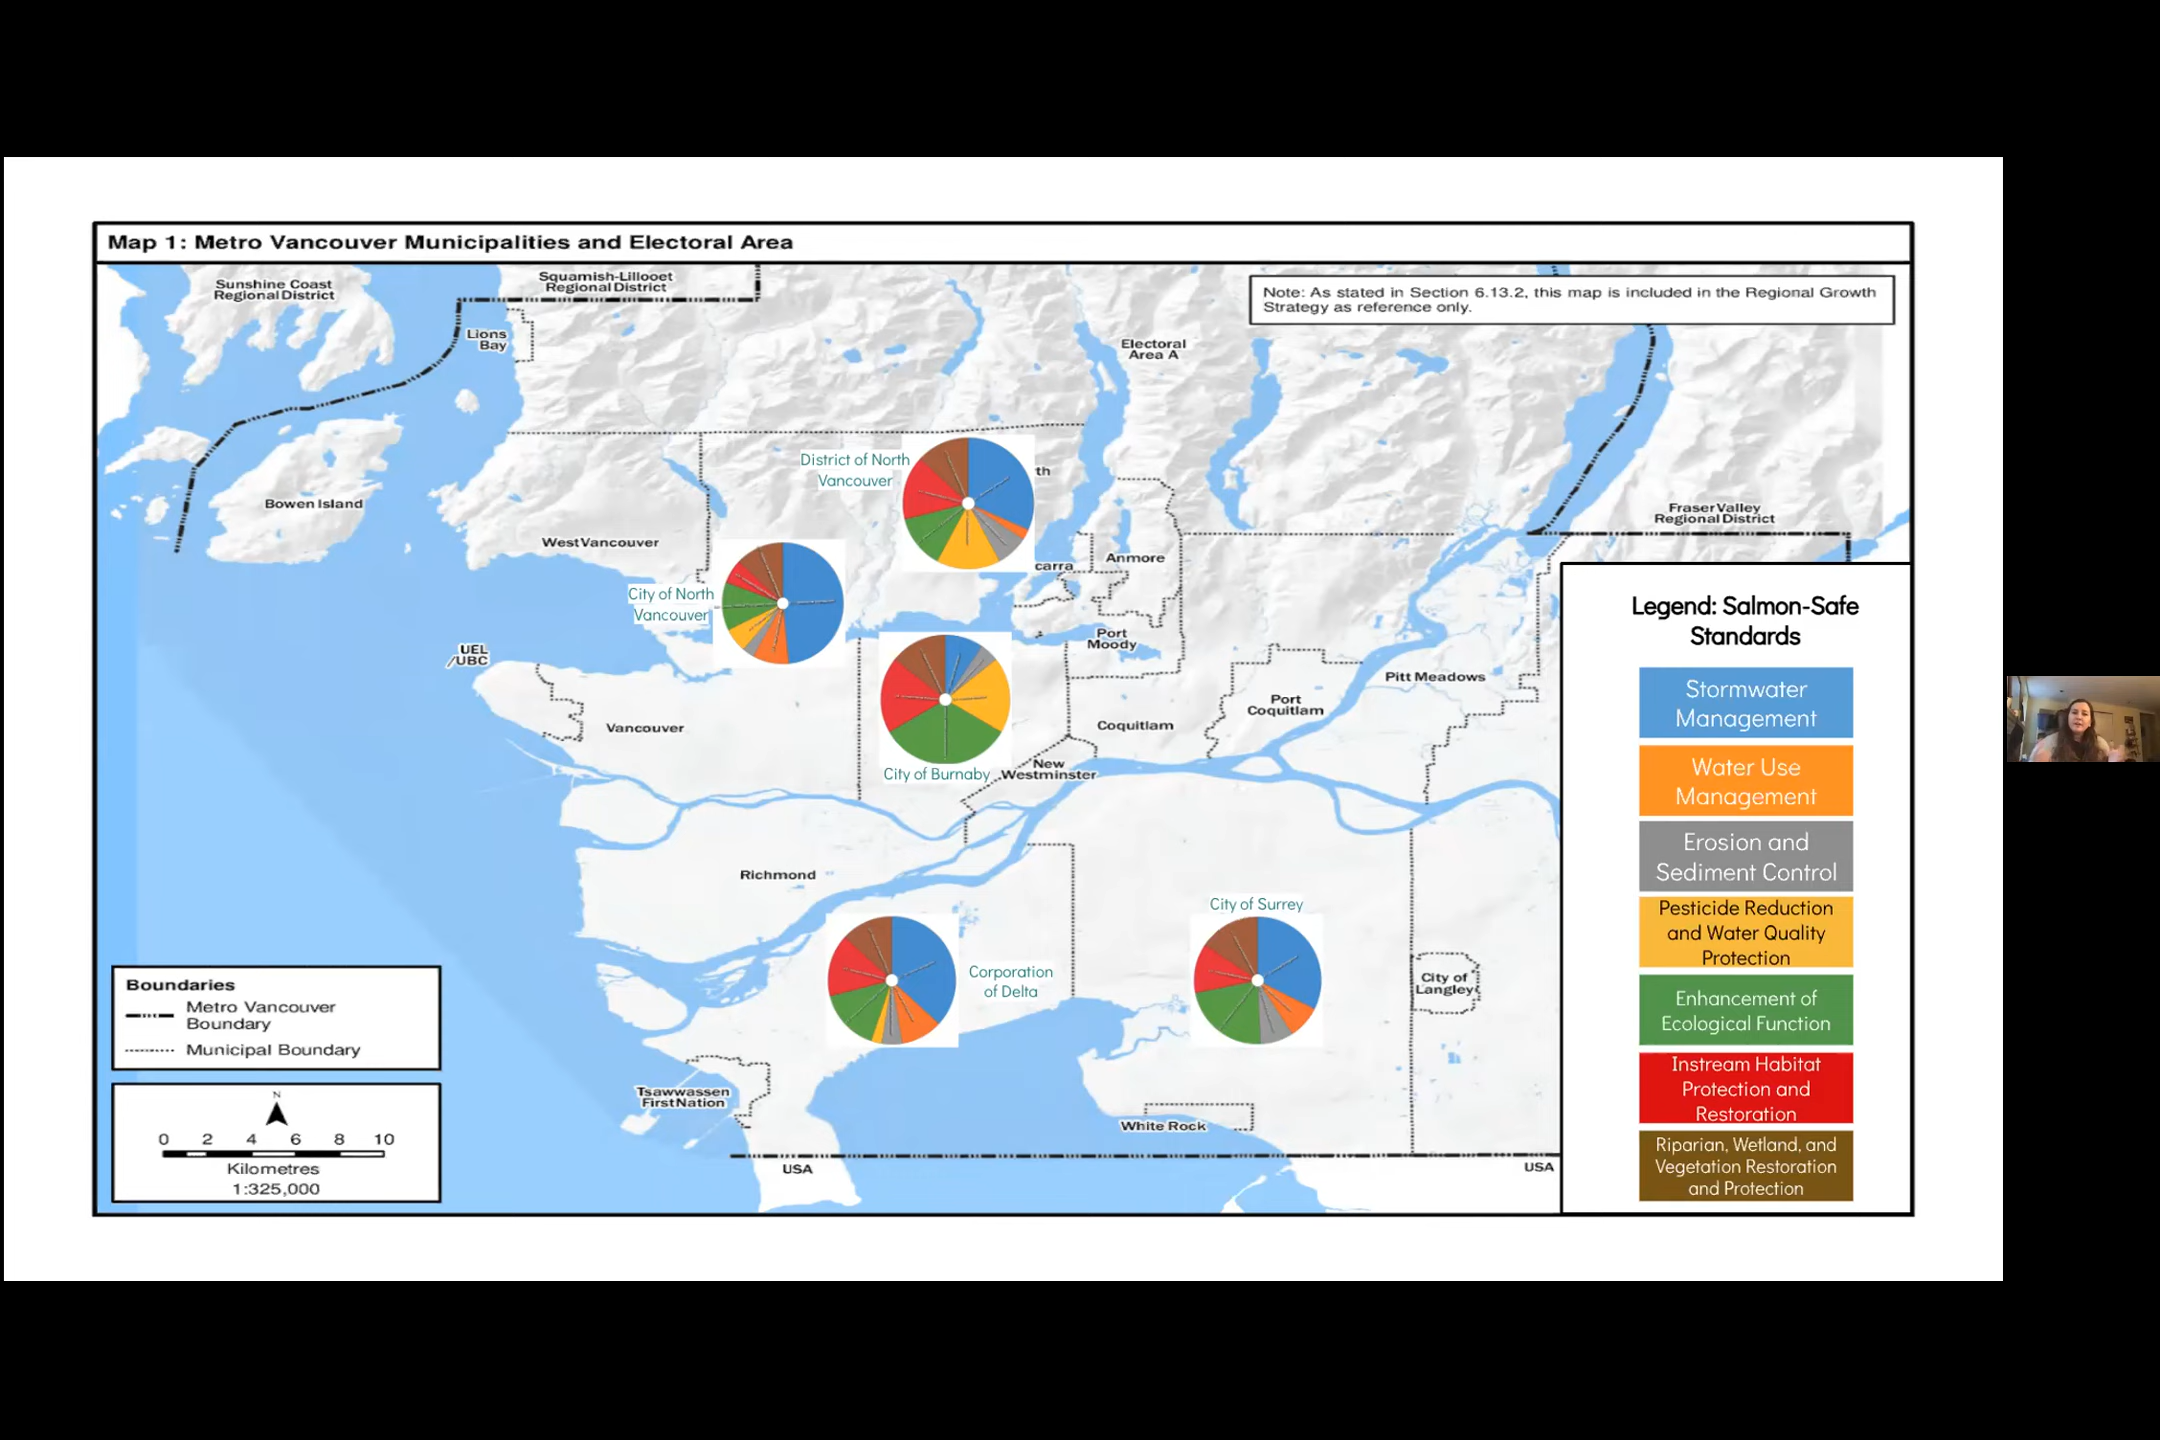 Map 1: Metro Vancouver Municipalities and Electoral Area
Sunshine Coast
Regional District
Squamish-Lillooet
Regional District
Note: As stated in Section 6.13.2, this map is included in the Regional Growth
Strategy as reference only.
Lions
Bay
Electoral
Area A
District of North
Vancouver
th
Bowen Island
Fraser Valley
Regional District
West Vancouver
Anmore
carra
City of North
Vancouver
Port
Moody
UEL
/UBC
Pitt Meadows
Port
Coquitlam
Vancouver
Coquitlam
City of Burnaby
New
Westminster
Richmond
City of Surrey
Corporation
of Delta
City of
Langley
Tsawwassen
First Nation
White Rock
USA
USA
Boundaries
Metro Vancouver
Boundary
Municipal Boundary
N
0 2 4 6 8 10
Kilometres
1:325,000
Legend: Salmon-Safe
Standards
Stormwater
Management
Water Use
Management
Erosion and
Sediment Control
Pesticide Reduction
and Water Quality
Protection
Enhancement of
Ecological Function
Instream Habitat
Protection and
Restoration
Riparian, Wetland, and
Vegetation Restoration
and Protection